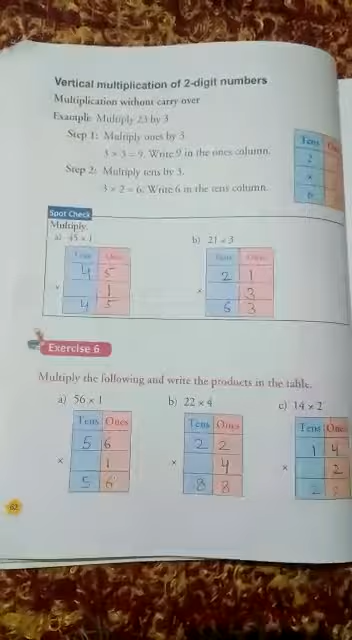 Vertical multiplication of 2-digit numbers
Multiplication without carry over
Example: Multiply 23 by 3
Step 1: Multiply ones by 3.
3 × 3 = 9. Write 9 in the ones column.
Step 2: Multiply tens by 3.
3 × 2 = 6. Write 6 in the tens column.
Tens
2
×
6
Spot Check
Multiply.
a) 45 × 1 b) 21 × 3
Tens Ones Tens Ones
4 5 2 1
× 1 × 3
4 5 6 3
Exercise 6
Multiply the following and write the products in the table.
a) 56 × 1 b) 22 × 4 c) 14 × 2
Tens Ones Tens Ones Tens Ones
5 6 2 2 1 4
× 1 × 4 × 2
5 6 8 8 2 8
62